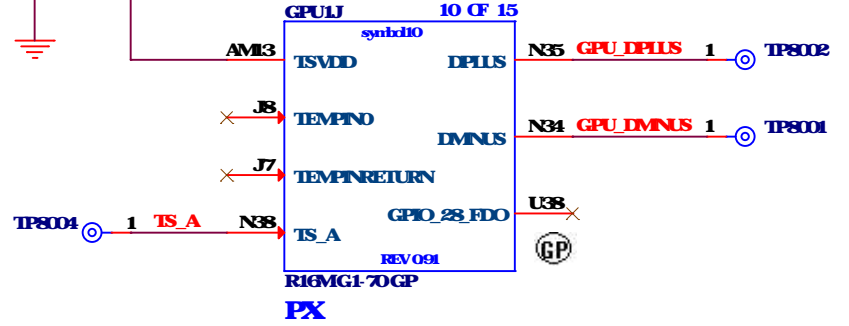 GPU1J 10 OF 15
symbol10
AM13 TSVDD DPLUS N35 GPU_DPLUS 1 TP8002
J8 TEMPIN0
DMINUS N34 GPU_DMINUS 1 TP8001
J7 TEMPINRETURN
TP8004 1 TS_A N38 TS_A GPIO_28_FDO U38
REV 0.91
GP
R16MG1-70GP
PX